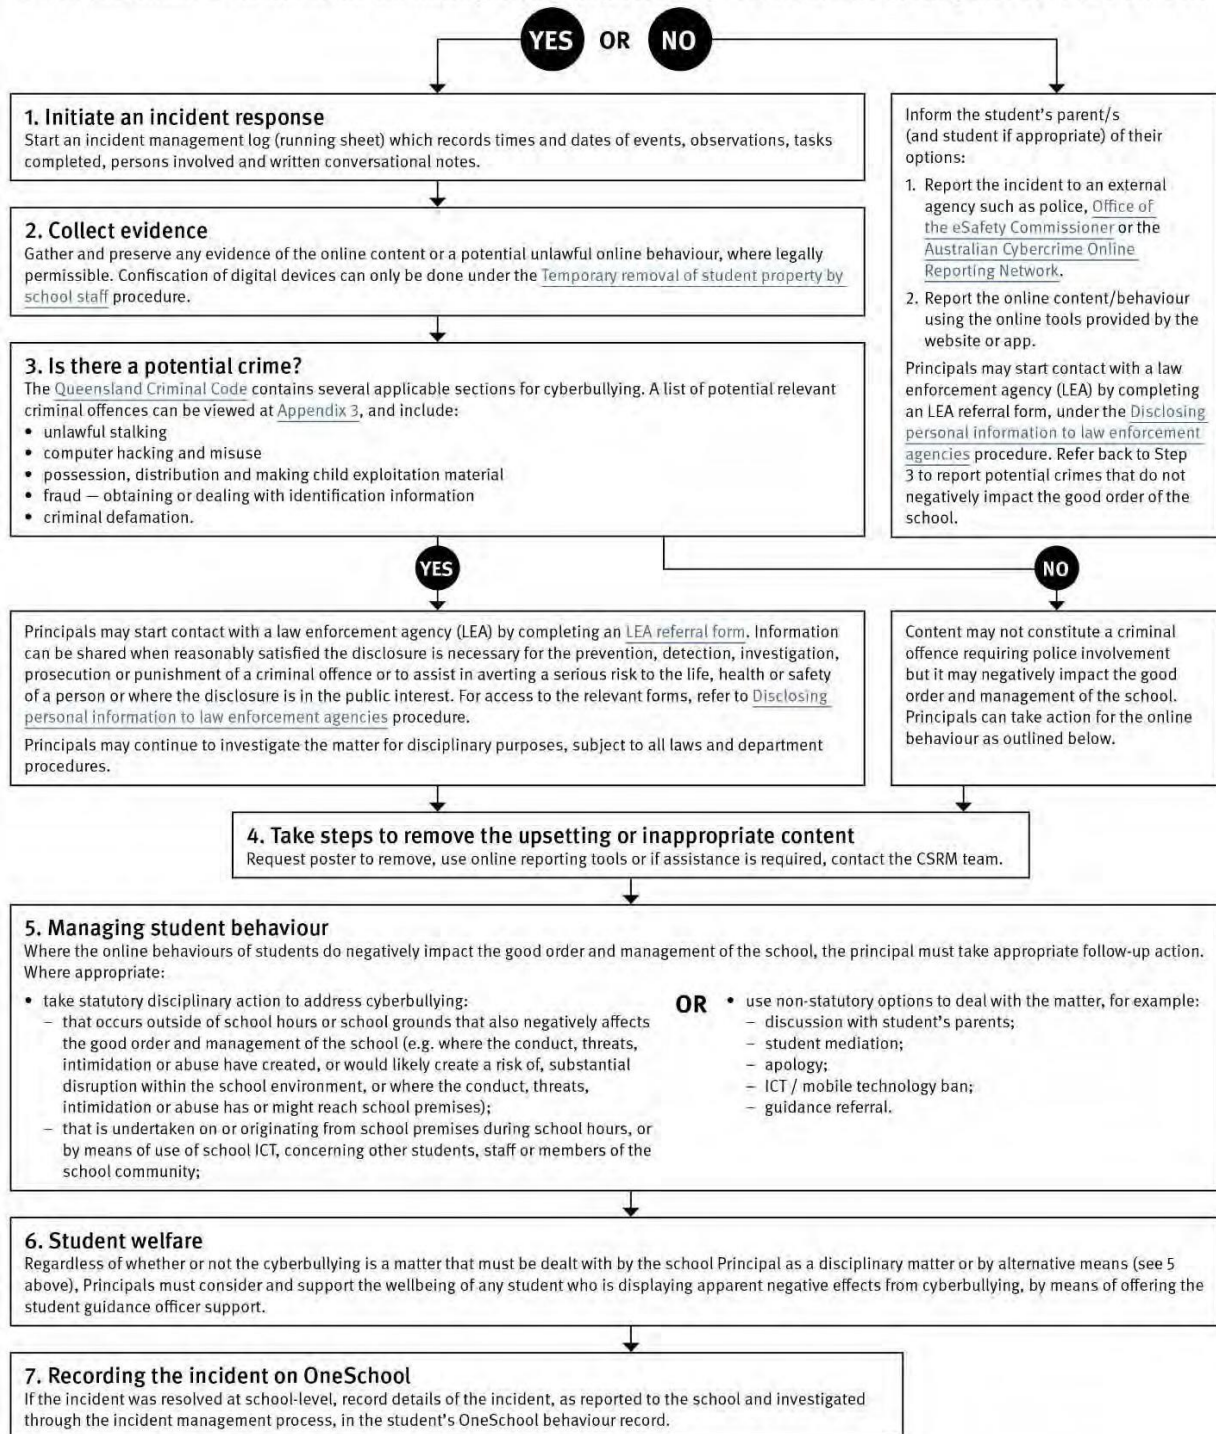 YES OR NO
1. Initiate an incident response
Start an incident management log (running sheet) which records times and dates of events, observations, tasks
completed, persons involved and written conversational notes.
2. Collect evidence
Gather and preserve any evidence of the online content or a potential unlawful online behaviour, where legally
permissible. Confiscation of digital devices can only be done under the Temporary removal of student property by
school staff procedure.
3. Is there a potential crime?
The Queensland Criminal Code contains several applicable sections for cyberbullying. A list of potential relevant
criminal offences can be viewed at Appendix 3, and include:
• unlawful stalking
• computer hacking and misuse
• possession, distribution and making child exploitation material
• fraud — obtaining or dealing with identification information
• criminal defamation.
Inform the student's parent/s
(and student if appropriate) of their
options:
1. Report the incident to an external
agency such as police, Office of
the eSafety Commissioner or the
Australian Cybercrime Online
Reporting Network.
2. Report the online content/behaviour
using the online tools provided by the
website or app.
Principals may start contact with a law
enforcement agency (LEA) by completing
an LEA referral form, under the Disclosing
personal information to law enforcement
agencies procedure. Refer back to Step
3 to report potential crimes that do not
negatively impact the good order of the
school.
YES
NO
Principals may start contact with a law enforcement agency (LEA) by completing an LEA referral form. Information
can be shared when reasonably satisfied the disclosure is necessary for the prevention, detection, investigation,
prosecution or punishment of a criminal offence or to assist in averting a serious risk to the life, health or safety
of a person or where the disclosure is in the public interest. For access to the relevant forms, refer to Disclosing
personal information to law enforcement agencies procedure.
Principals may continue to investigate the matter for disciplinary purposes, subject to all laws and department
procedures.
Content may not constitute a criminal
offence requiring police involvement
but it may negatively impact the good
order and management of the school.
Principals can take action for the online
behaviour as outlined below.
4. Take steps to remove the upsetting or inappropriate content
Request poster to remove, use online reporting tools or if assistance is required, contact the CSRM team.
5. Managing student behaviour
Where the online behaviours of students do negatively impact the good order and management of the school, the principal must take appropriate follow-up action.
Where appropriate:
• take statutory disciplinary action to address cyberbullying:
– that occurs outside of school hours or school grounds that also negatively affects
the good order and management of the school (e.g. where the conduct, threats,
intimidation or abuse have created, or would likely create a risk of, substantial
disruption within the school environment, or where the conduct, threats,
intimidation or abuse has or might reach school premises);
– that is undertaken on or originating from school premises during school hours, or
by means of use of school ICT, concerning other students, staff or members of the
school community;
OR
• use non-statutory options to deal with the matter, for example:
– discussion with student's parents;
– student mediation;
– apology;
– ICT / mobile technology ban;
– guidance referral.
6. Student welfare
Regardless of whether or not the cyberbullying is a matter that must be dealt with by the school Principal as a disciplinary matter or by alternative means (see 5
above), Principals must consider and support the wellbeing of any student who is displaying apparent negative effects from cyberbullying, by means of offering the
student guidance officer support.
7. Recording the incident on OneSchool
If the incident was resolved at school-level, record details of the incident, as reported to the school and investigated
through the incident management process, in the student's OneSchool behaviour record.